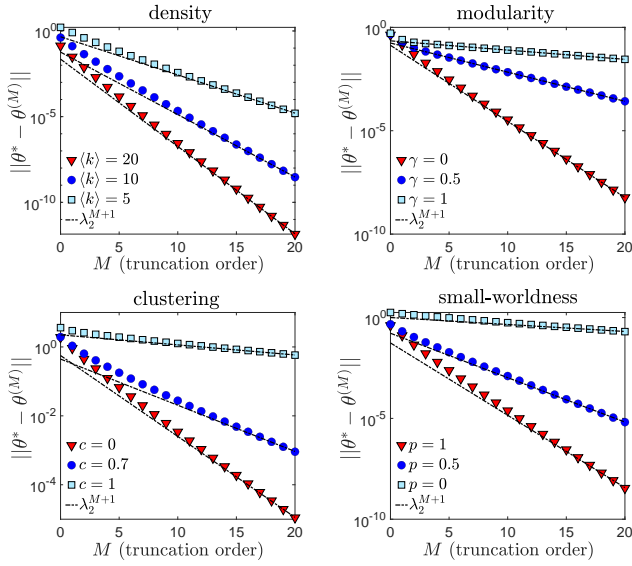 density
||θ* − θ^(M)||
10^0
10^-5
10^-10
⟨k⟩ = 20
⟨k⟩ = 10
⟨k⟩ = 5
λ_2^{M+1}
0 5 10 15 20
M (truncation order)
modularity
||θ* − θ^(M)||
10^0
10^-5
10^-10
γ = 0
γ = 0.5
γ = 1
λ_2^{M+1}
0 5 10 15 20
M (truncation order)
clustering
||θ* − θ^(M)||
10^0
10^-2
10^-4
c = 0
c = 0.7
c = 1
λ_2^{M+1}
0 5 10 15 20
M (truncation order)
small-worldness
||θ* − θ^(M)||
10^0
10^-5
10^-10
p = 1
p = 0.5
p = 0
λ_2^{M+1}
0 5 10 15 20
M (truncation order)